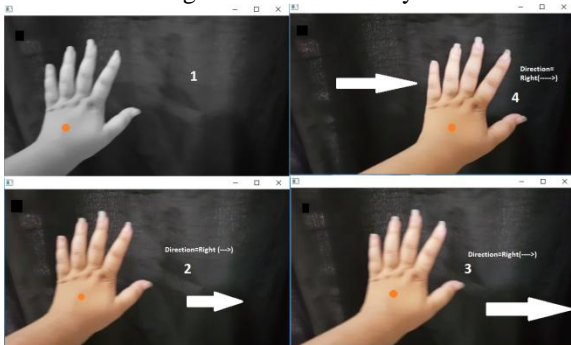 1
Direction=
Right(----->)
4
Direction=Right (--->)
2
Direction=Right(---->)
3